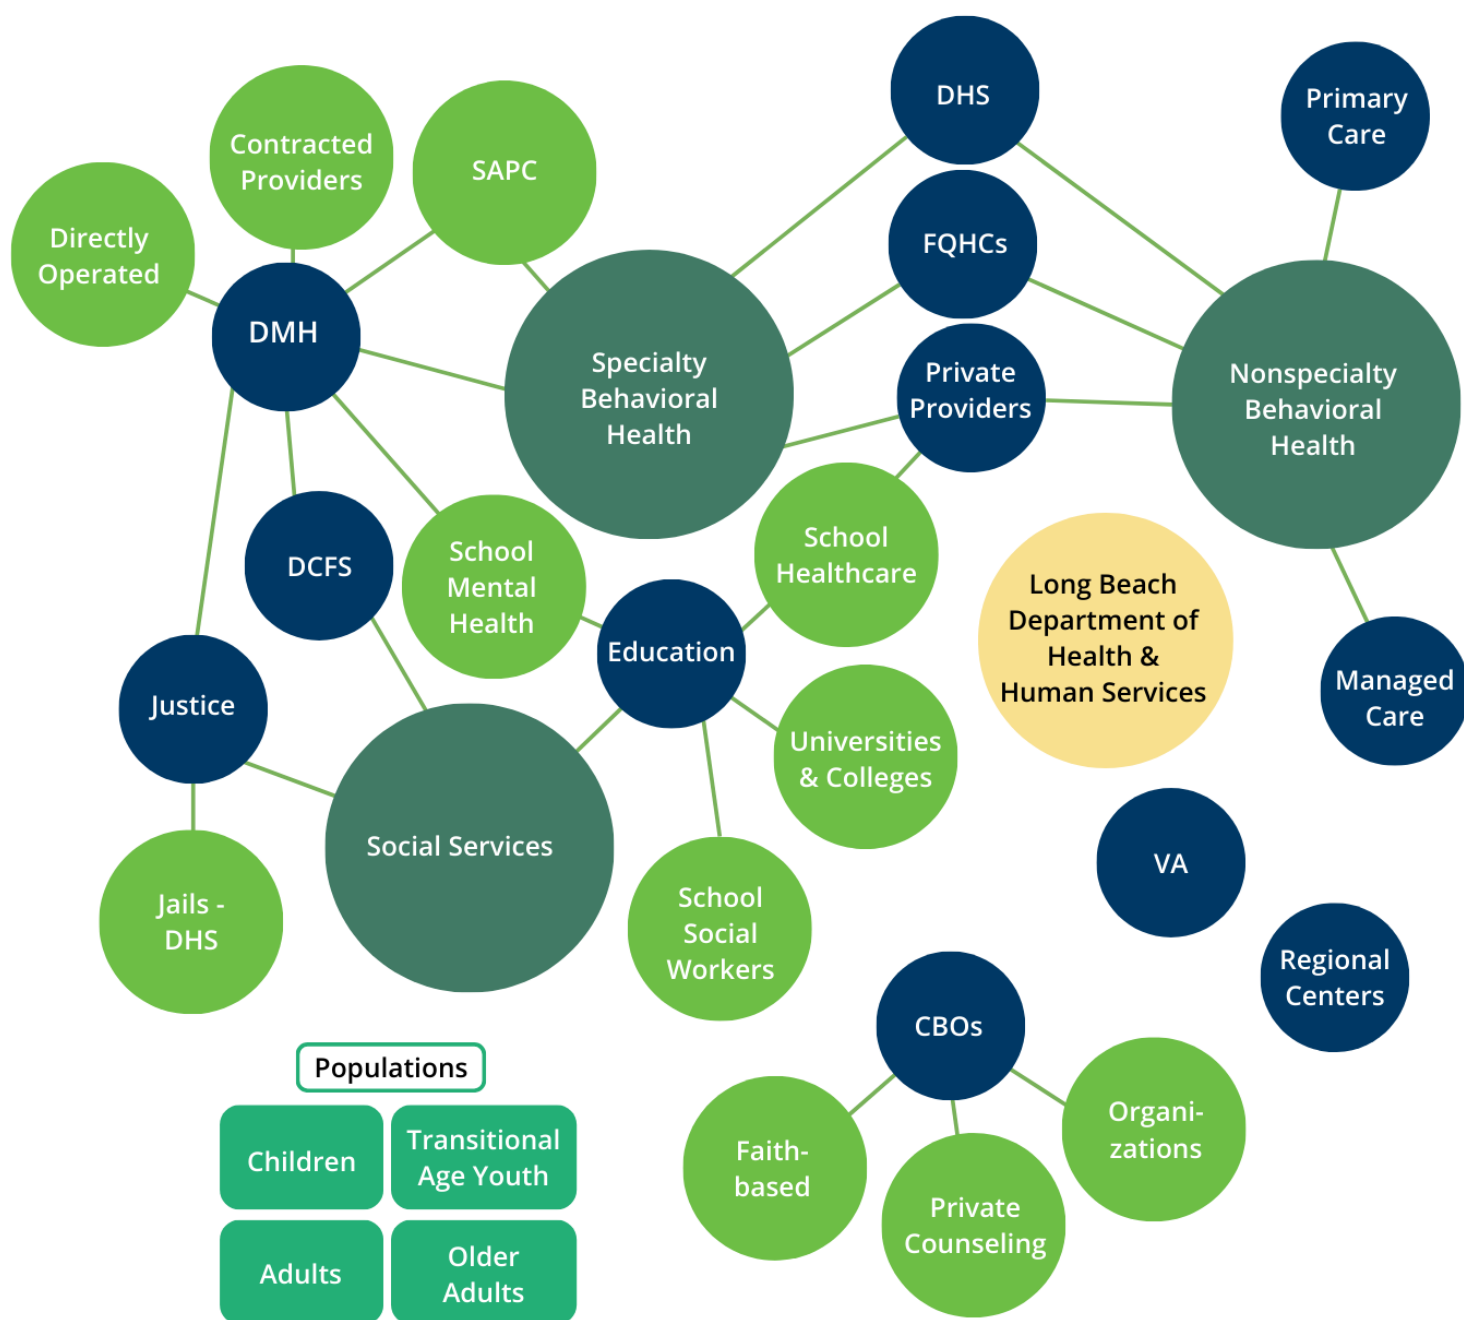 DHS
Primary
Care
Contracted
Providers
SAPC
Directly
Operated
FQHCs
DMH
Specialty
Behavioral
Health
Private
Providers
Nonspecialty
Behavioral
Health
DCFS
School
Mental
Health
School
Healthcare
Long Beach
Department of
Health &
Human Services
Education
Justice
Managed
Care
Universities
& Colleges
Social Services
VA
Jails -
DHS
School
Social
Workers
Regional
Centers
CBOs
Populations
Children
Transitional
Age Youth
Adults
Older
Adults
Faith-
based
Private
Counseling
Organi-
zations